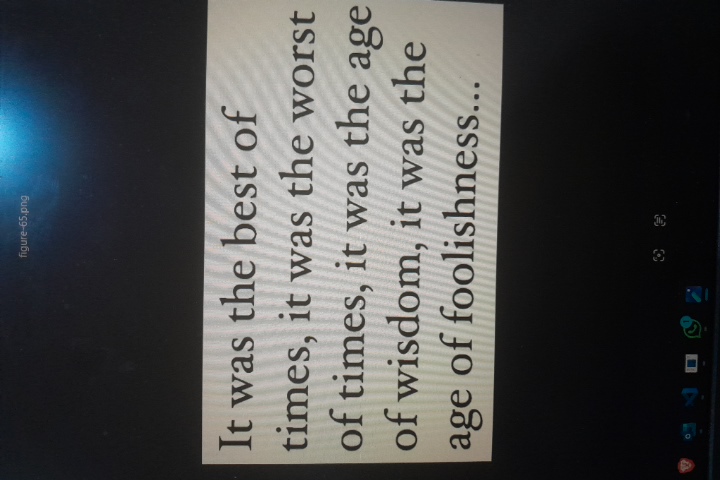 figure-65.png
It was the best of
times, it was the worst
of times, it was the age
of wisdom, it was the
age of foolishness...